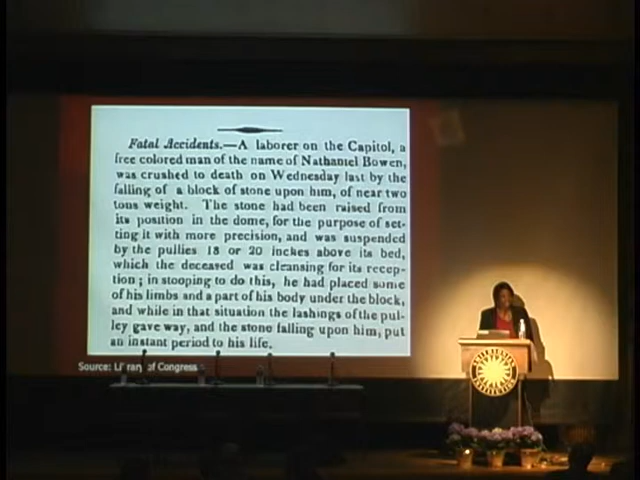 Fatal Accidents.—A laborer on the Capitol, a
free colored man of the name of Nathaniel Bowen,
was crushed to death on Wednesday last by the
falling of a block of stone upon him, of near two
tons weight. The stone had been raised from
its position in the dome, for the purpose of set-
ting it with more precision, and was suspended
by the pullies 18 or 20 inches above its bed,
which the deceased was cleansing for its recep-
tion; in stooping to do this, he had placed some
of his limbs and a part of his body under the block,
and while in that situation the lashings of the pul-
ley gave way, and the stone falling upon him, put
an instant period to his life.
Source: Library of Congress
SMITHSONIAN
INSTITUTION